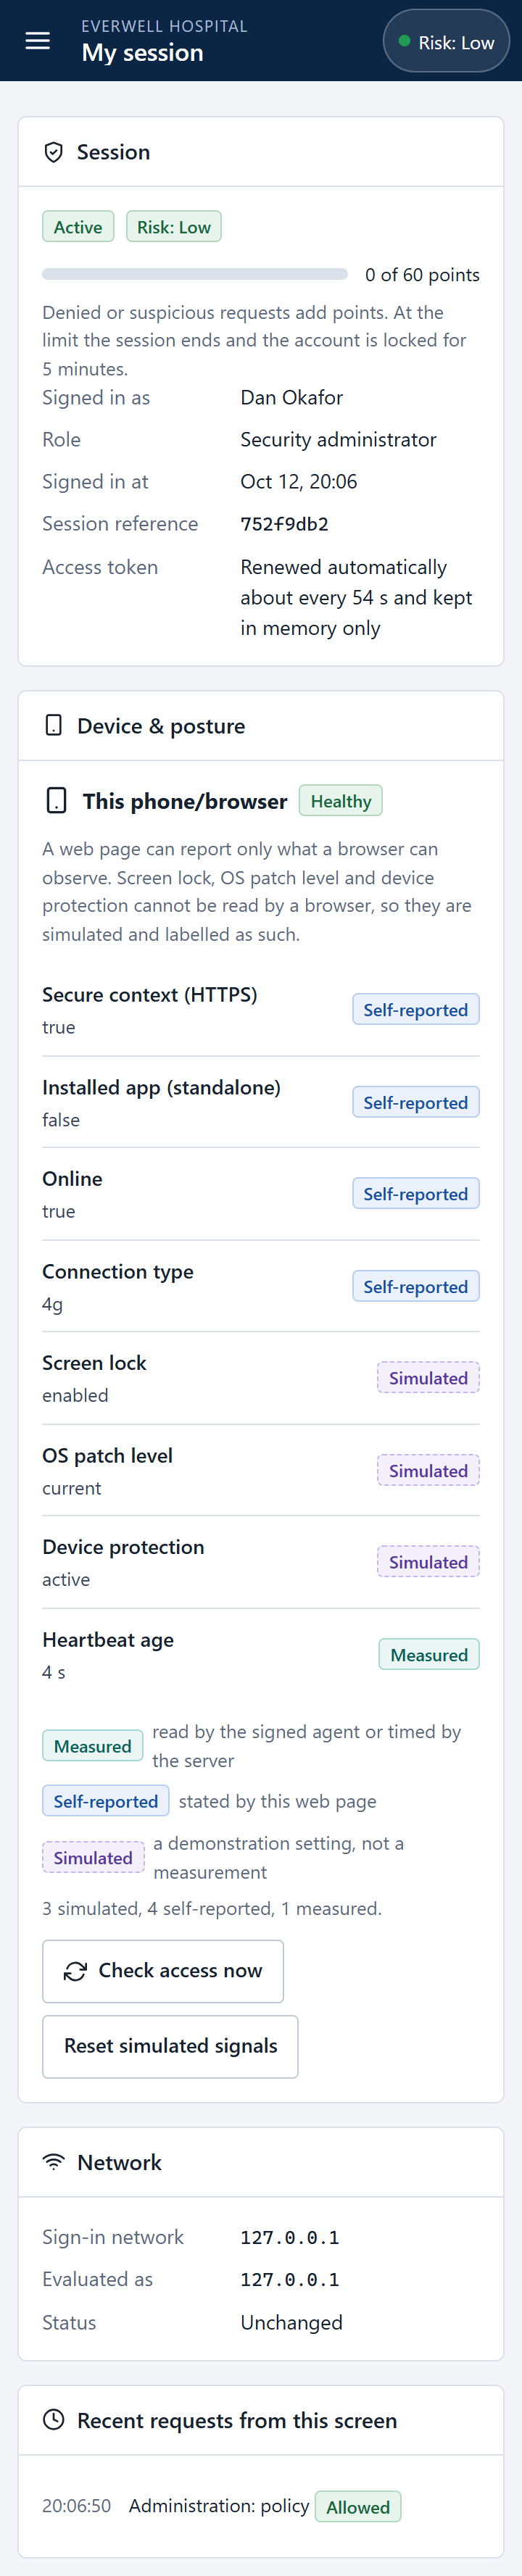 EVERWELL HOSPITAL
My session
Risk: Low
Session
Active
Risk: Low
0 of 60 points
Denied or suspicious requests add points. At the
limit the session ends and the account is locked for
5 minutes.
Signed in as
Dan Okafor
Role
Security administrator
Signed in at
Oct 12, 20:06
Session reference
752f9db2
Access token
Renewed automatically
about every 54 s and kept
in memory only
Device & posture
This phone/browser
Healthy
A web page can report only what a browser can
observe. Screen lock, OS patch level and device
protection cannot be read by a browser, so they are
simulated and labelled as such.
Secure context (HTTPS)
true
Self-reported
Installed app (standalone)
false
Self-reported
Online
true
Self-reported
Connection type
4g
Self-reported
Screen lock
enabled
Simulated
OS patch level
current
Simulated
Device protection
active
Simulated
Heartbeat age
4 s
Measured
Measured
read by the signed agent or timed by
the server
Self-reported
stated by this web page
Simulated
a demonstration setting, not a
measurement
3 simulated, 4 self-reported, 1 measured.
Check access now
Reset simulated signals
Network
Sign-in network
127.0.0.1
Evaluated as
127.0.0.1
Status
Unchanged
Recent requests from this screen
20:06:50
Administration: policy
Allowed